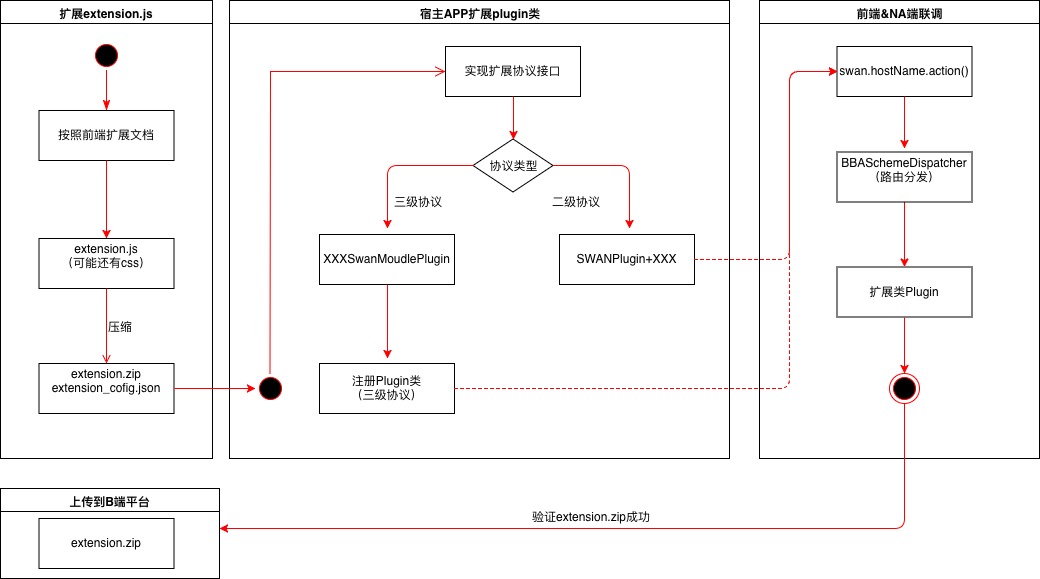 扩展extension.js
按照前端扩展文档
extension.js
（可能还有css）
压缩
extension.zip
extension_cofig.json
宿主APP扩展plugin类
实现扩展协议接口
协议类型
三级协议
二级协议
XXXSwanMoudlePlugin
SWANPlugin+XXX
注册Plugin类
（三级协议）
前端&NA端联调
swan.hostName.action()
BBASchemeDispatcher
（路由分发）
扩展类Plugin
上传到B端平台
extension.zip
验证extension.zip成功